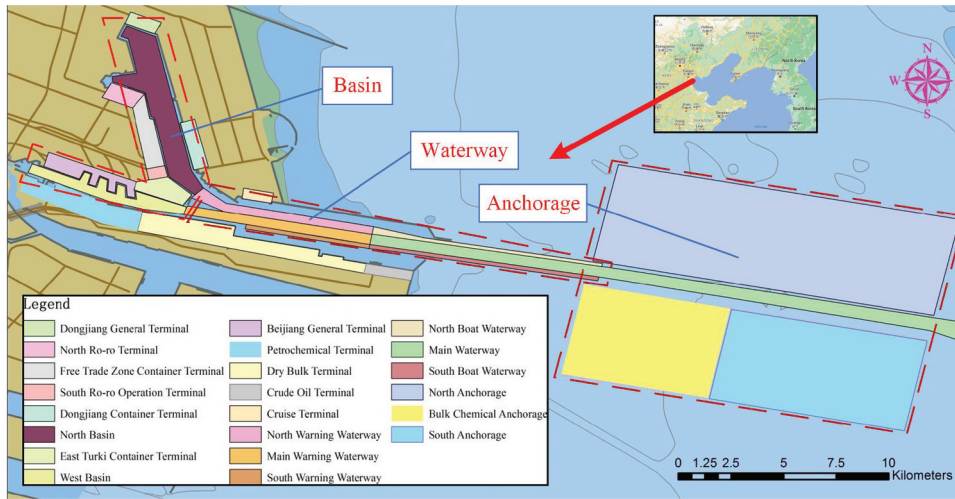 Basin
Waterway
Anchorage
North Korea
South Korea
N
W
E
S
Legend
Dongjiang General Terminal
North Ro-ro Terminal
Free Trade Zone Container Terminal
South Ro-ro Operation Terminal
Dongjiang Container Terminal
North Basin
East Turki Container Terminal
West Basin
Beijiang General Terminal
Petrochemical Terminal
Dry Bulk Terminal
Crude Oil Terminal
Cruise Terminal
North Warning Waterway
Main Warning Waterway
South Warning Waterway
North Boat Waterway
Main Waterway
South Boat Waterway
North Anchorage
Bulk Chemical Anchorage
South Anchorage
0 1.25 2.5 5 7.5 10
Kilometers